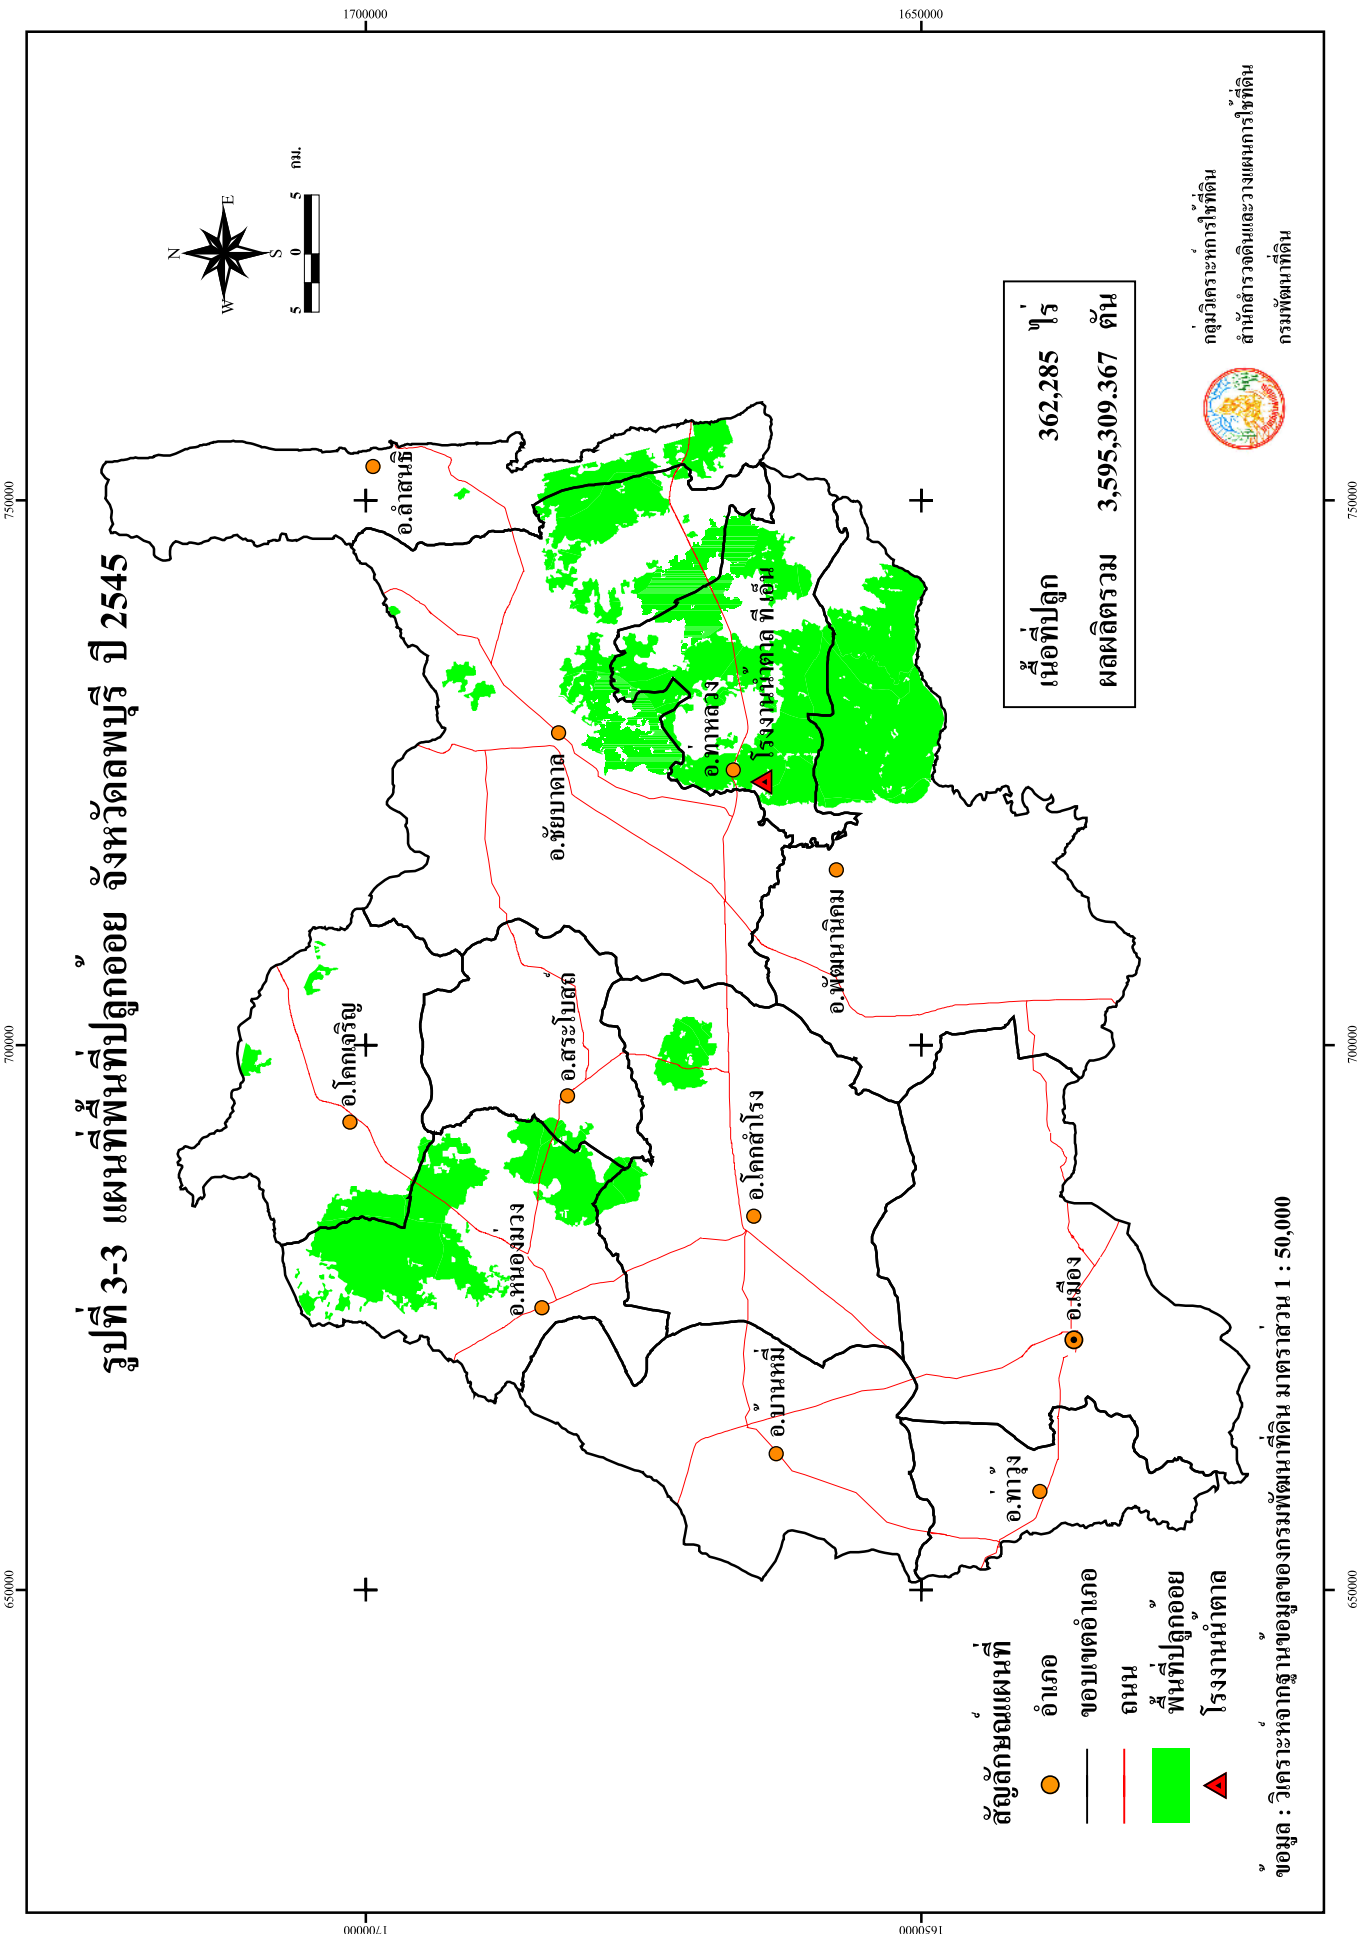 รูปที่ 3-3 แผนที่พื้นที่ปลูกอ้อย จังหวัดลพบุรี ปี 2545
650000
700000
750000
1700000
1650000
N
W
E
S
5 0 5 กม.
อ.ลำสนธิ
อ.โคกเจริญ
อ.ชัยบาดาล
อ.สระโบสถ์
อ.หนองม่วง
อ.ท่าหลวง
โรงงานน้ำตาล ที เอ็น
อ.โคกสำโรง
อ.พัฒนานิคม
อ.บ้านหมี่
อ.เมือง
อ.ท่าวุ้ง
เนื้อที่ปลูก 362,285 ไร่
ผลผลิตรวม 3,595,309.367 ตัน
สัญลักษณ์แผนที่
อำเภอ
ขอบเขตอำเภอ
ถนน
พื้นที่ปลูกอ้อย
โรงงานน้ำตาล
กลุ่มวิเคราะห์การใช้ที่ดิน
สำนักสำรวจดินและวางแผนการใช้ที่ดิน
กรมพัฒนาที่ดิน
ข้อมูล : วิเคราะห์จากฐานข้อมูลของกรมพัฒนาที่ดิน มาตราส่วน 1 : 50,000
1700000
1650000
650000
700000
750000